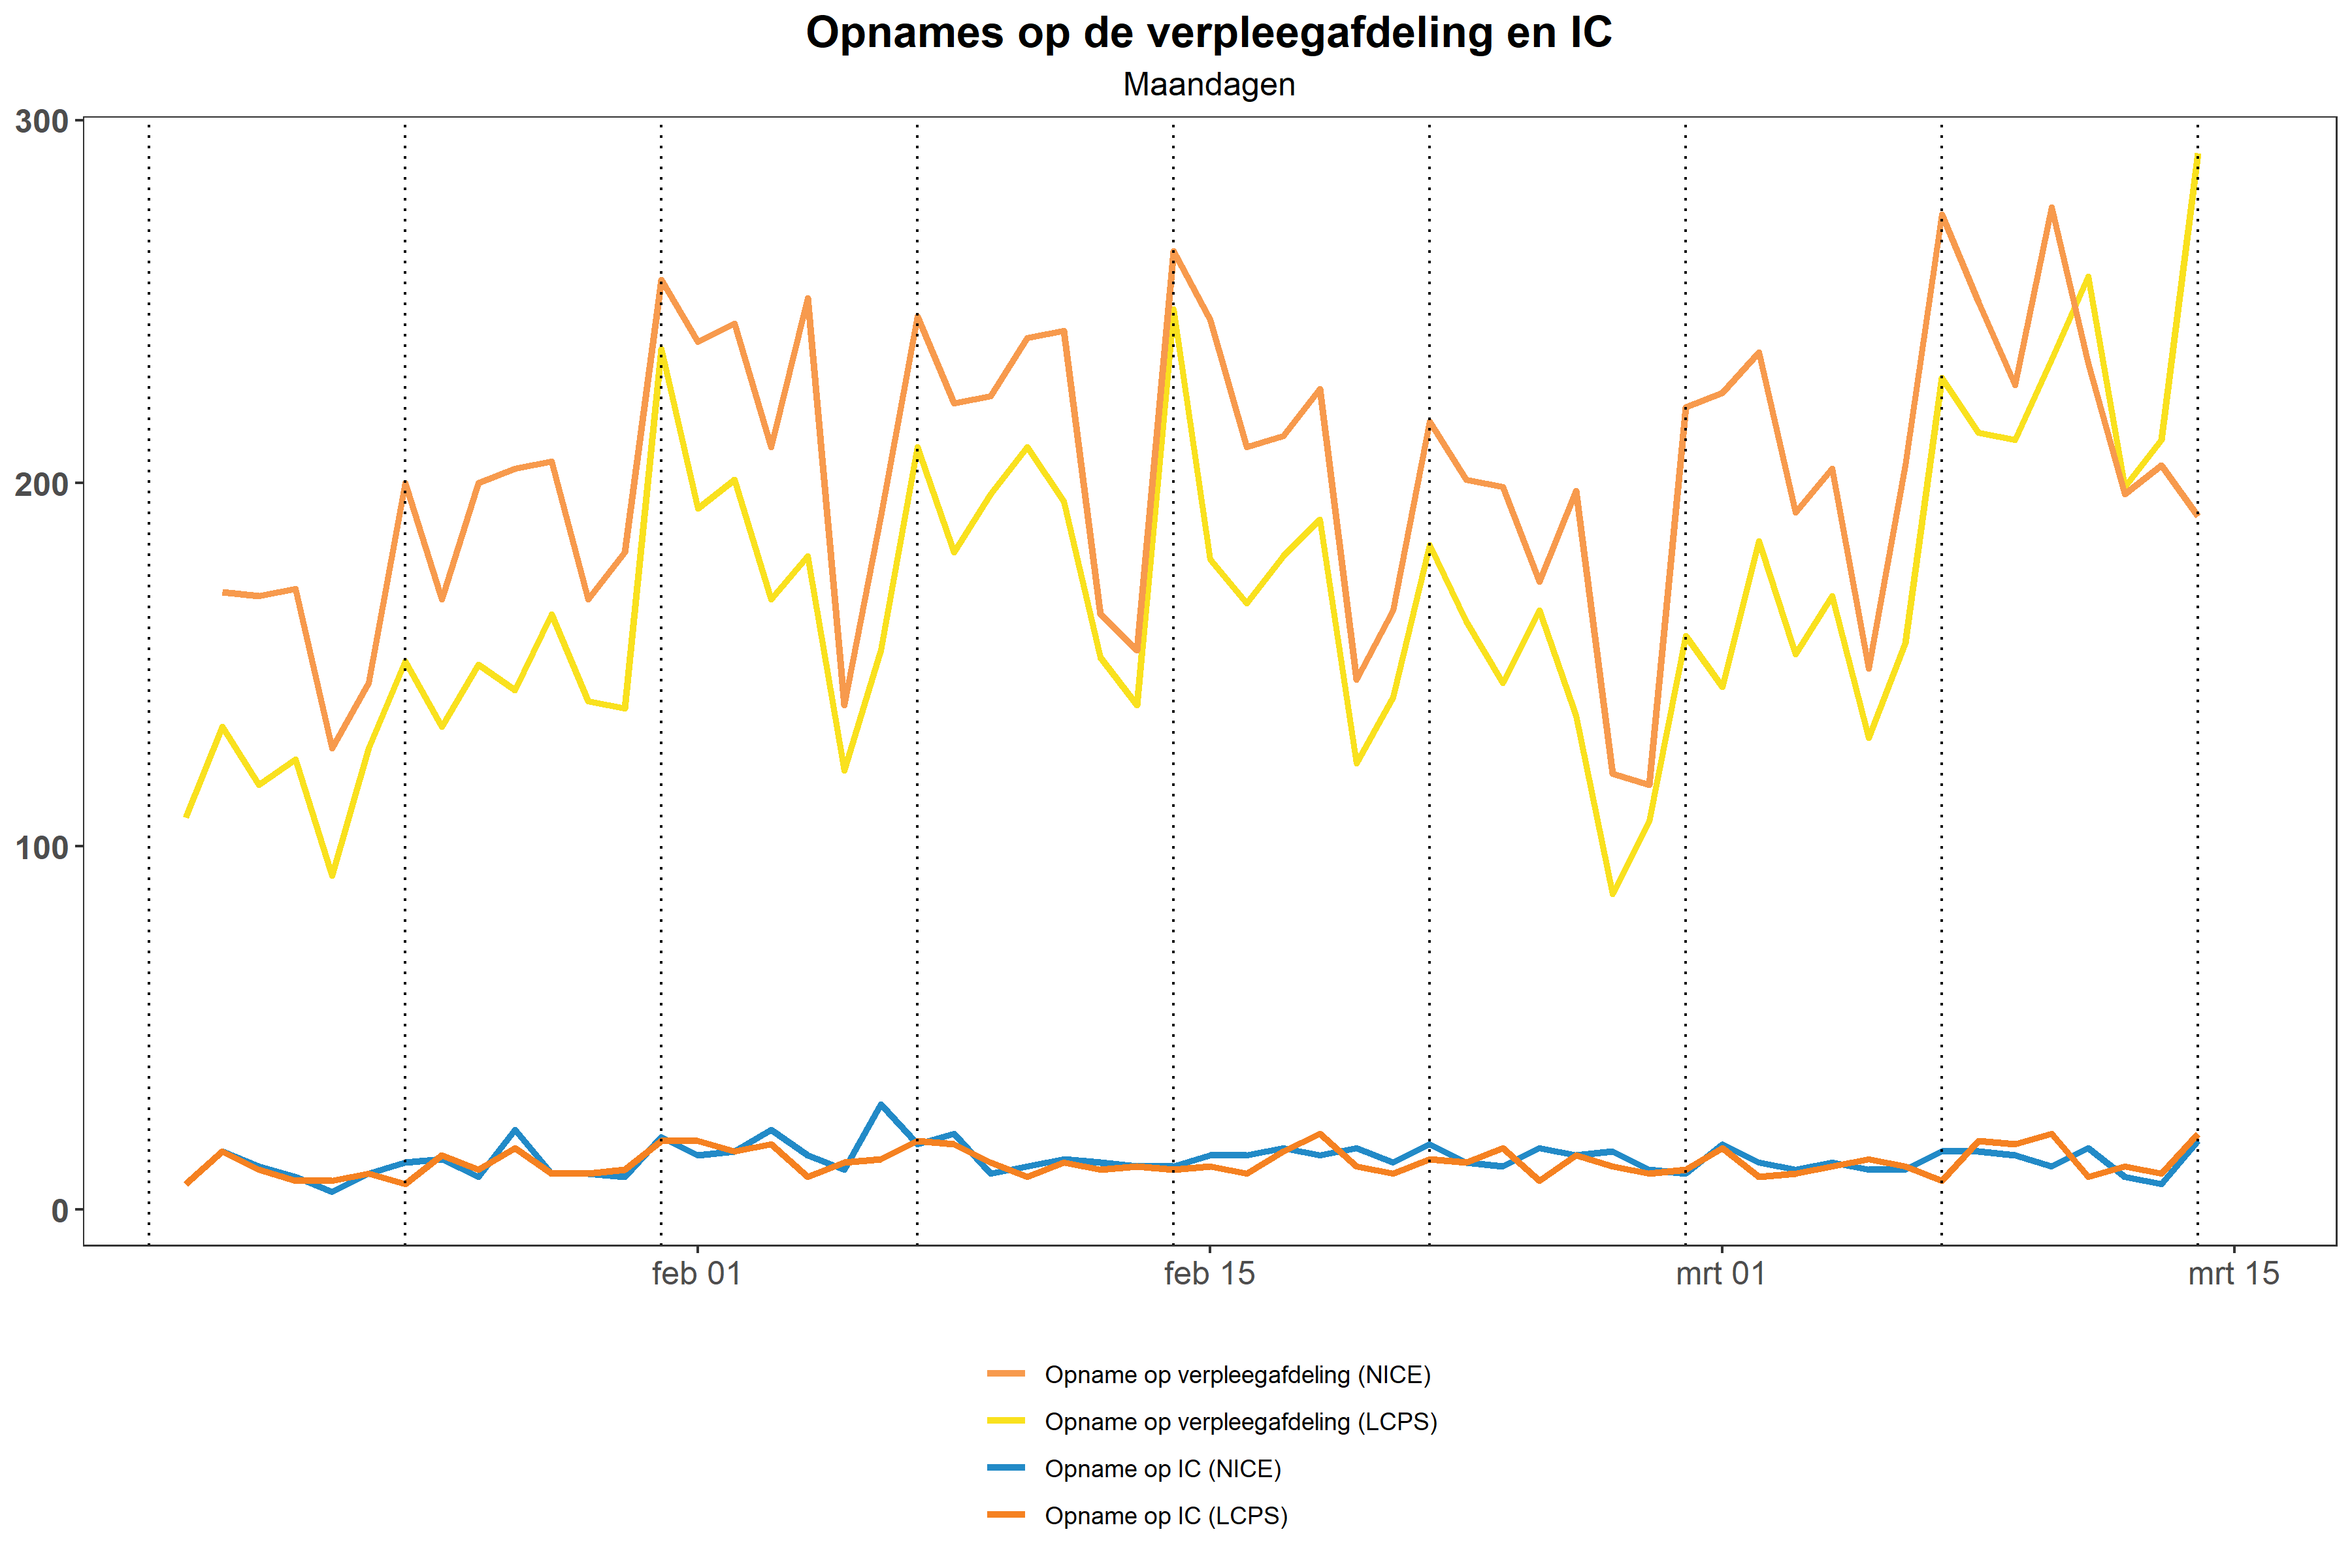 Opnames op de verpleegafdeling en IC
Maandagen
300
200
100
0
feb 01
feb 15
mrt 01
mrt 15
Opname op verpleegafdeling (NICE)
Opname op verpleegafdeling (LCPS)
Opname op IC (NICE)
Opname op IC (LCPS)